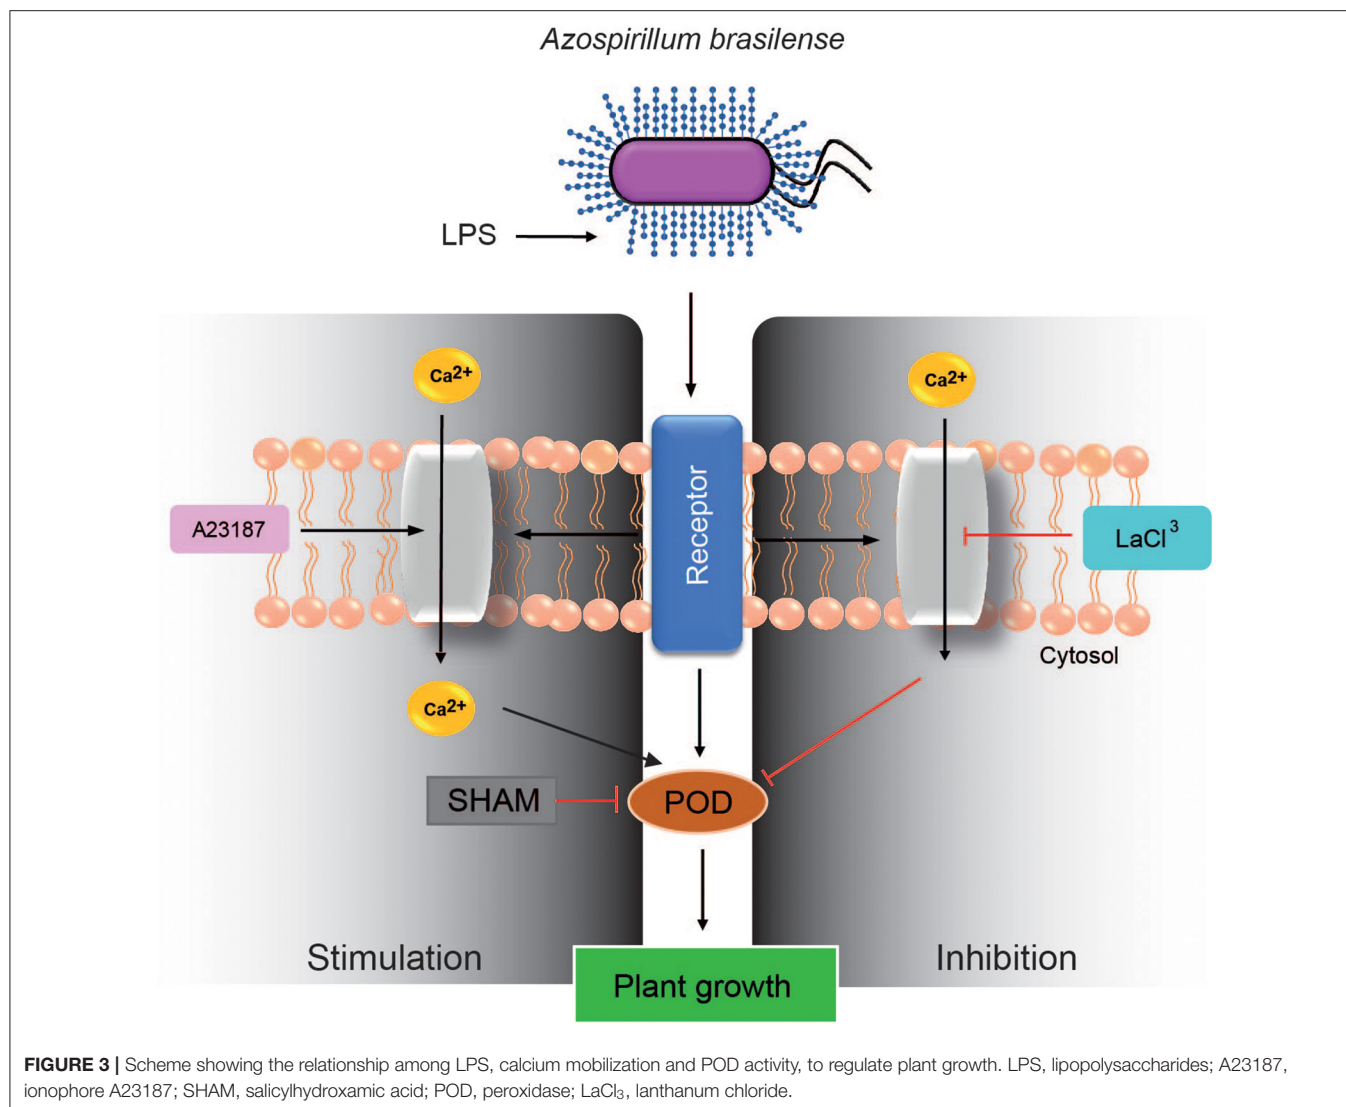 Azospirillum brasilense
LPS
Ca2+
Ca2+
A23187
Receptor
LaCl3
Cytosol
Ca2+
SHAM
POD
Stimulation
Inhibition
Plant growth
FIGURE 3 | Scheme showing the relationship among LPS, calcium mobilization and POD activity, to regulate plant growth. LPS, lipopolysaccharides; A23187,
ionophore A23187; SHAM, salicylhydroxamic acid; POD, peroxidase; LaCl₃, lanthanum chloride.